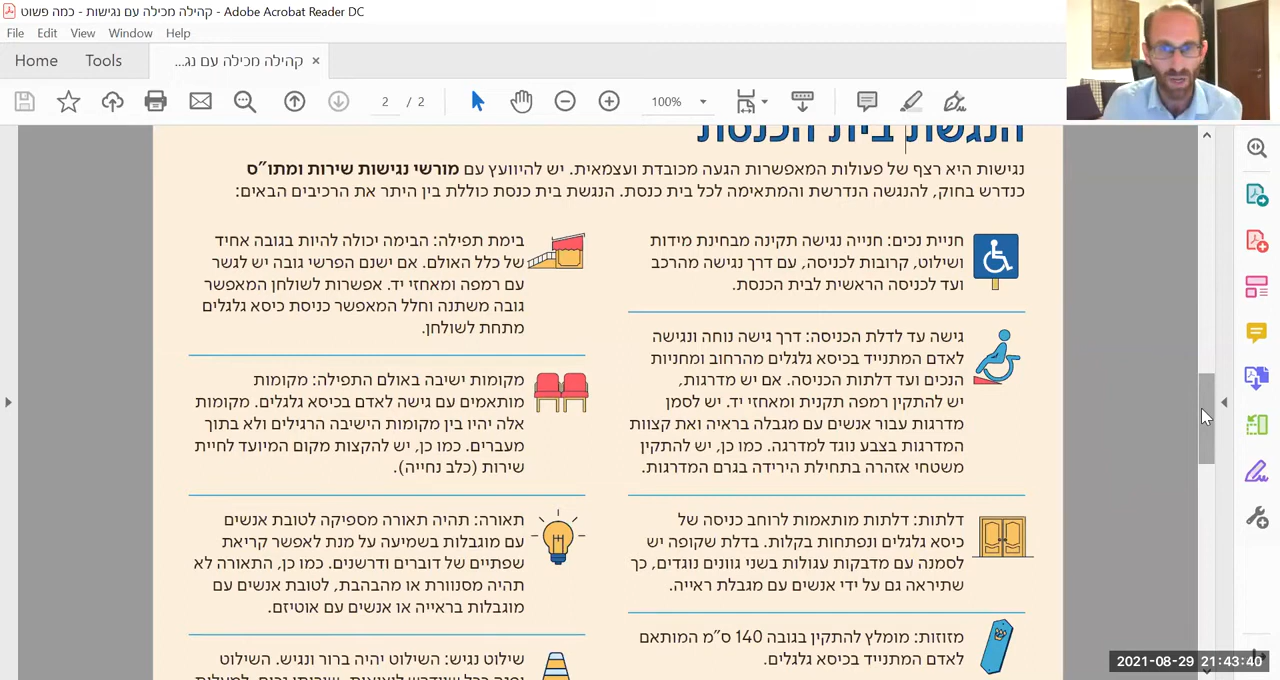 קהילה מכילה עם נגישות - כמה פשוט - Adobe Acrobat Reader DC
File Edit View Window Help
Home Tools קהילה מכילה עם נג... ×
2 / 2 100%
הנגשת בית הכנסת
נגישות היא רצף של פעולות המאפשרות הגעה מכובדת ועצמאית. יש להיוועץ עם מורשי נגישות שירות ומתו"ס
כנדרש בחוק, להנגשה הנדרשת והמתאימה לכל בית כנסת. הנגשת בית כנסת כוללת בין היתר את הרכיבים הבאים:
חניית נכים: חנייה נגישה תקינה מבחינת מידות
ושילוט, קרובות לכניסה, עם דרך נגישה מהרכב
ועד לכניסה הראשית לבית הכנסת.
גישה עד לדלת הכניסה: דרך גישה נוחה ונגישה
לאדם המתנייד בכיסא גלגלים מהרחוב ומחניות
הנכים ועד דלתות הכניסה. אם יש מדרגות,
יש להתקין רמפה תקנית ומאחזי יד. יש לסמן
מדרגות עבור אנשים עם מגבלה בראיה ואת קצוות
המדרגות בצבע נוגד למדרגה. כמו כן, יש להתקין
משטחי אזהרה בתחילת הירידה בגרם המדרגות.
דלתות: דלתות מותאמות לרוחב כניסה של
כיסא גלגלים ונפתחות בקלות. בדלת שקופה יש
לסמנה עם מדבקות עגולות בשני גוונים נוגדים, כך
שתיראה גם על ידי אנשים עם מגבלת ראייה.
מזוזות: מומלץ להתקין בגובה 140 ס"מ המותאם
לאדם המתנייד בכיסא גלגלים.
בימת תפילה: הבימה יכולה להיות בגובה אחיד
של כלל האולם. אם ישנם הפרשי גובה יש לגשר
עם רמפה ומאחזי יד. אפשרות לשולחן המאפשר
גובה משתנה וחלל המאפשר כניסת כיסא גלגלים
מתחת לשולחן.
מקומות ישיבה באולם התפילה: מקומות
מותאמים עם גישה לאדם בכיסא גלגלים. מקומות
אלה יהיו בין מקומות הישיבה הרגילים ולא בתוך
מעברים. כמו כן, יש להקצות מקום המיועד לחיית
שירות (כלב נחייה).
תאורה: תהיה תאורה מספיקה לטובת אנשים
עם מוגבלות בשמיעה על מנת לאפשר קריאת
שפתיים של דוברים ודרשנים. כמו כן, התאורה לא
תהיה מסנוורת או מהבהבת, לטובת אנשים עם
מוגבלות בראייה או אנשים עם אוטיזם.
שילוט נגיש: השילוט יהיה ברור ונגיש. השילוט
2021-08-29 21:43:40